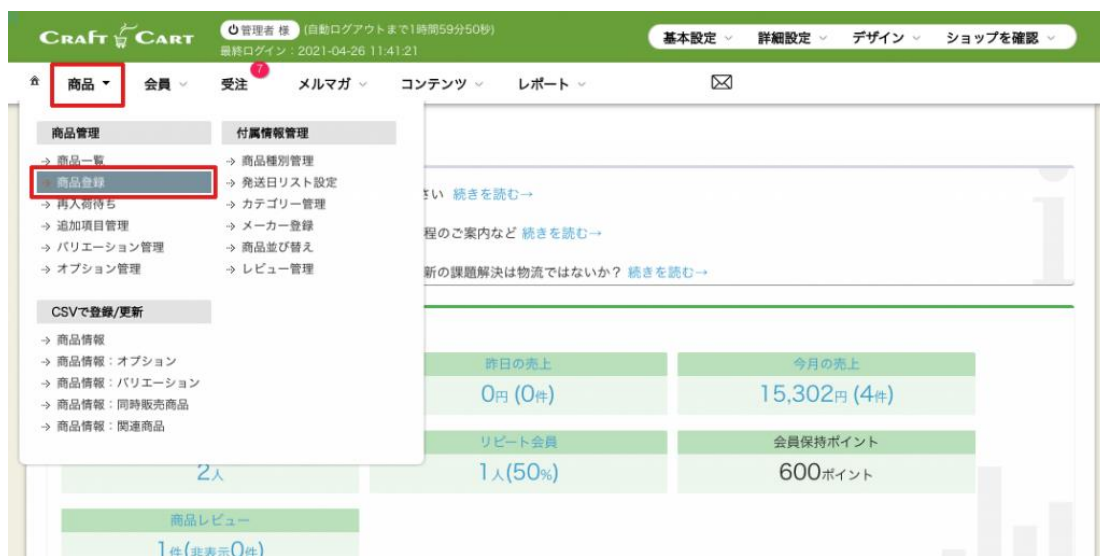 CRAFT CART
管理者 様 (自動ログアウトまで1時間59分50秒)
最終ログイン：2021-04-26 11:41:21
基本設定 詳細設定 デザイン ショップを確認
商品 会員 受注 7 メルマガ コンテンツ レポート
商品管理 付属情報管理
→ 商品一覧 → 商品種別管理
→ 商品登録 → 発送日リスト設定
→ 再入荷待ち → カテゴリー管理
→ 追加項目管理 → メーカー登録
→ バリエーション管理 → 商品並び替え
→ オプション管理 → レビュー管理
さい 続きを読む→
程のご案内など 続きを読む→
新の課題解決は物流ではないか？ 続きを読む→
CSVで登録/更新
→ 商品情報
→ 商品情報：オプション
→ 商品情報：バリエーション
→ 商品情報：同時販売商品
→ 商品情報：関連商品
昨日の売上 今月の売上
0円 (0件) 15,302円 (4件)
リピート会員 会員保持ポイント
2人 1人(50%) 600ポイント
商品レビュー
1件(非表示0件)